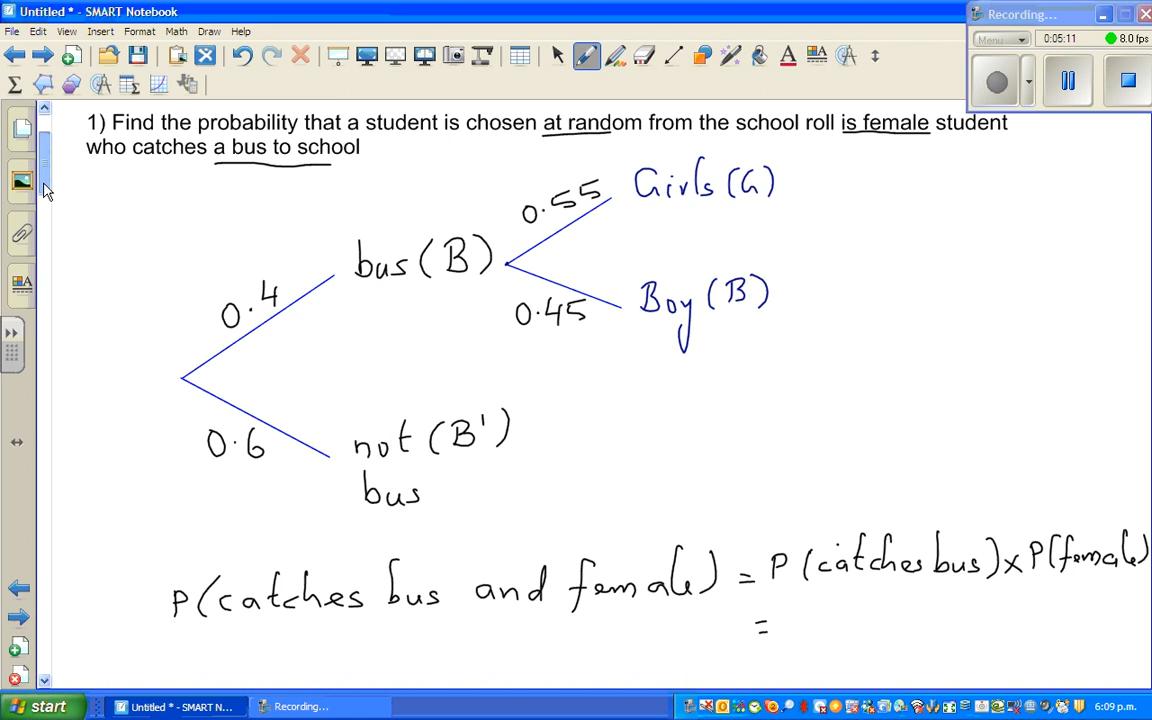 Untitled * - SMART Notebook
Recording...
File Edit View Insert Format Math Draw Help
Menu 0:05:11 8.0 fps
1) Find the probability that a student is chosen at random from the school roll is female student
who catches a bus to school
0.55 Girls (G)
0.4 bus (B)
0.45 Boy (B)
0.6 not (B')
bus
P(catches bus and female) = P(catches bus) x P(female)
=
start Untitled * - SMART N... Recording... 6:09 p.m.